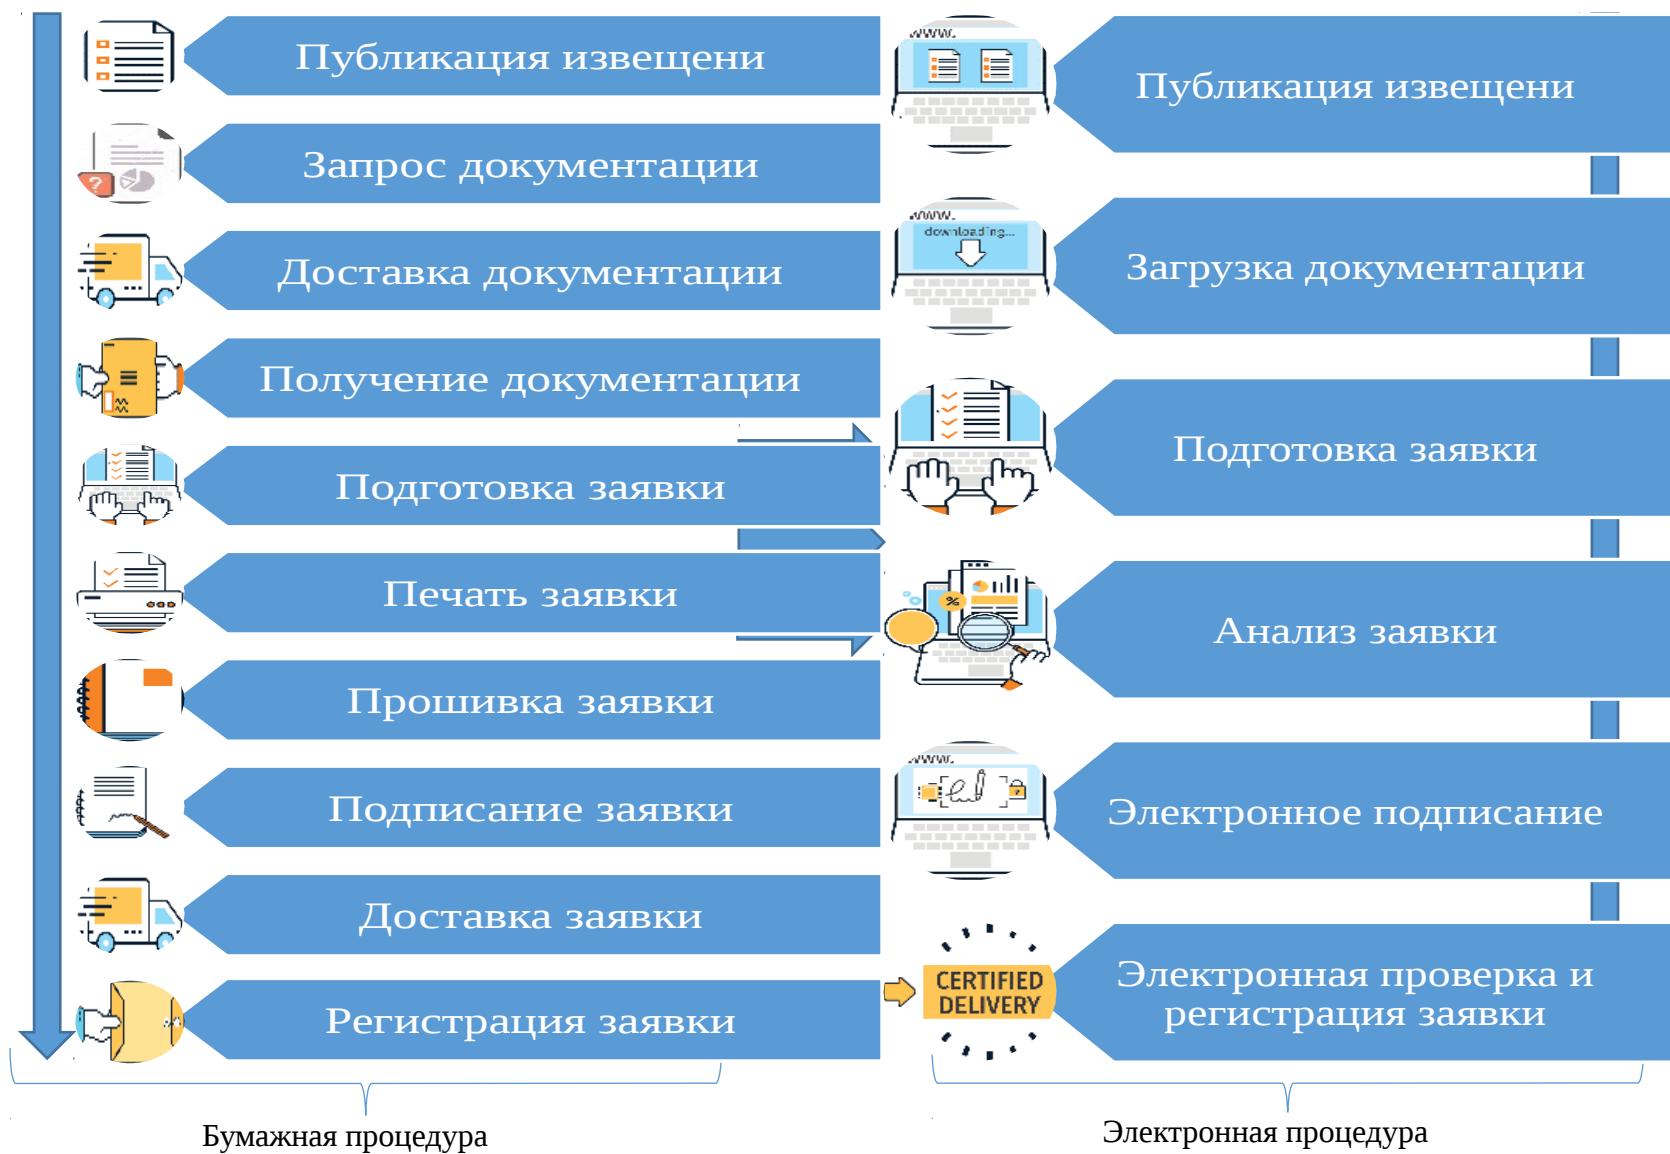 Публикация извещени
Запрос документации
Доставка документации
Получение документации
Подготовка заявки
Печать заявки
Прошивка заявки
Подписание заявки
Доставка заявки
Регистрация заявки
Бумажная процедура
www.
Публикация извещени
www.
downloading...
Загрузка документации
Подготовка заявки
%
Анализ заявки
www.
Электронное подписание
CERTIFIED
DELIVERY
Электронная проверка и
регистрация заявки
Электронная процедура